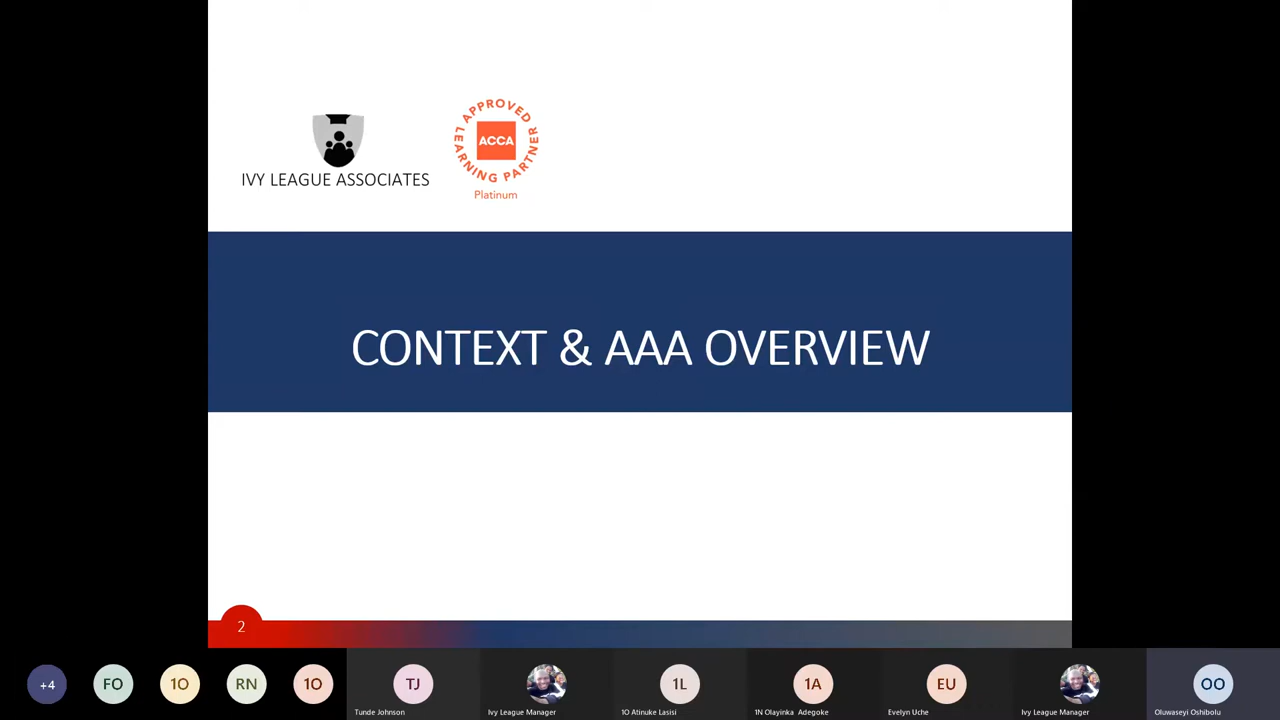 IVY LEAGUE ASSOCIATES
APPROVED LEARNING PARTNER
ACCA
Platinum
CONTEXT & AAA OVERVIEW
2
+4
FO
1O
RN
1O
TJ
Tunde Johnson
Ivy League Manager
1L
1O Atinuke Lasisi
1A
1N Olayinka Adegoke
EU
Evelyn Uche
Ivy League Manager
OO
Oluwaseyi Oshibolu